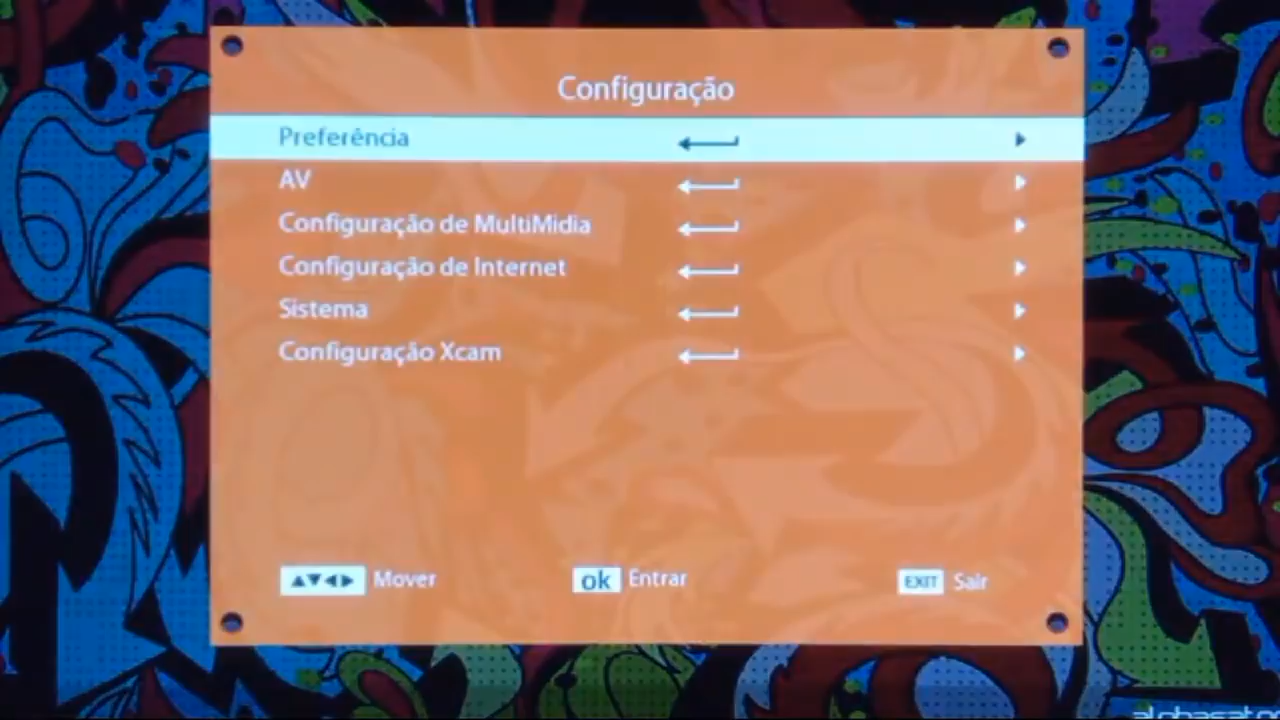 Configuração
Preferência
AV
Configuração de MultiMidia
Configuração de Internet
Sistema
Configuração Xcam
Mover
ok Entrar
EXIT Sair